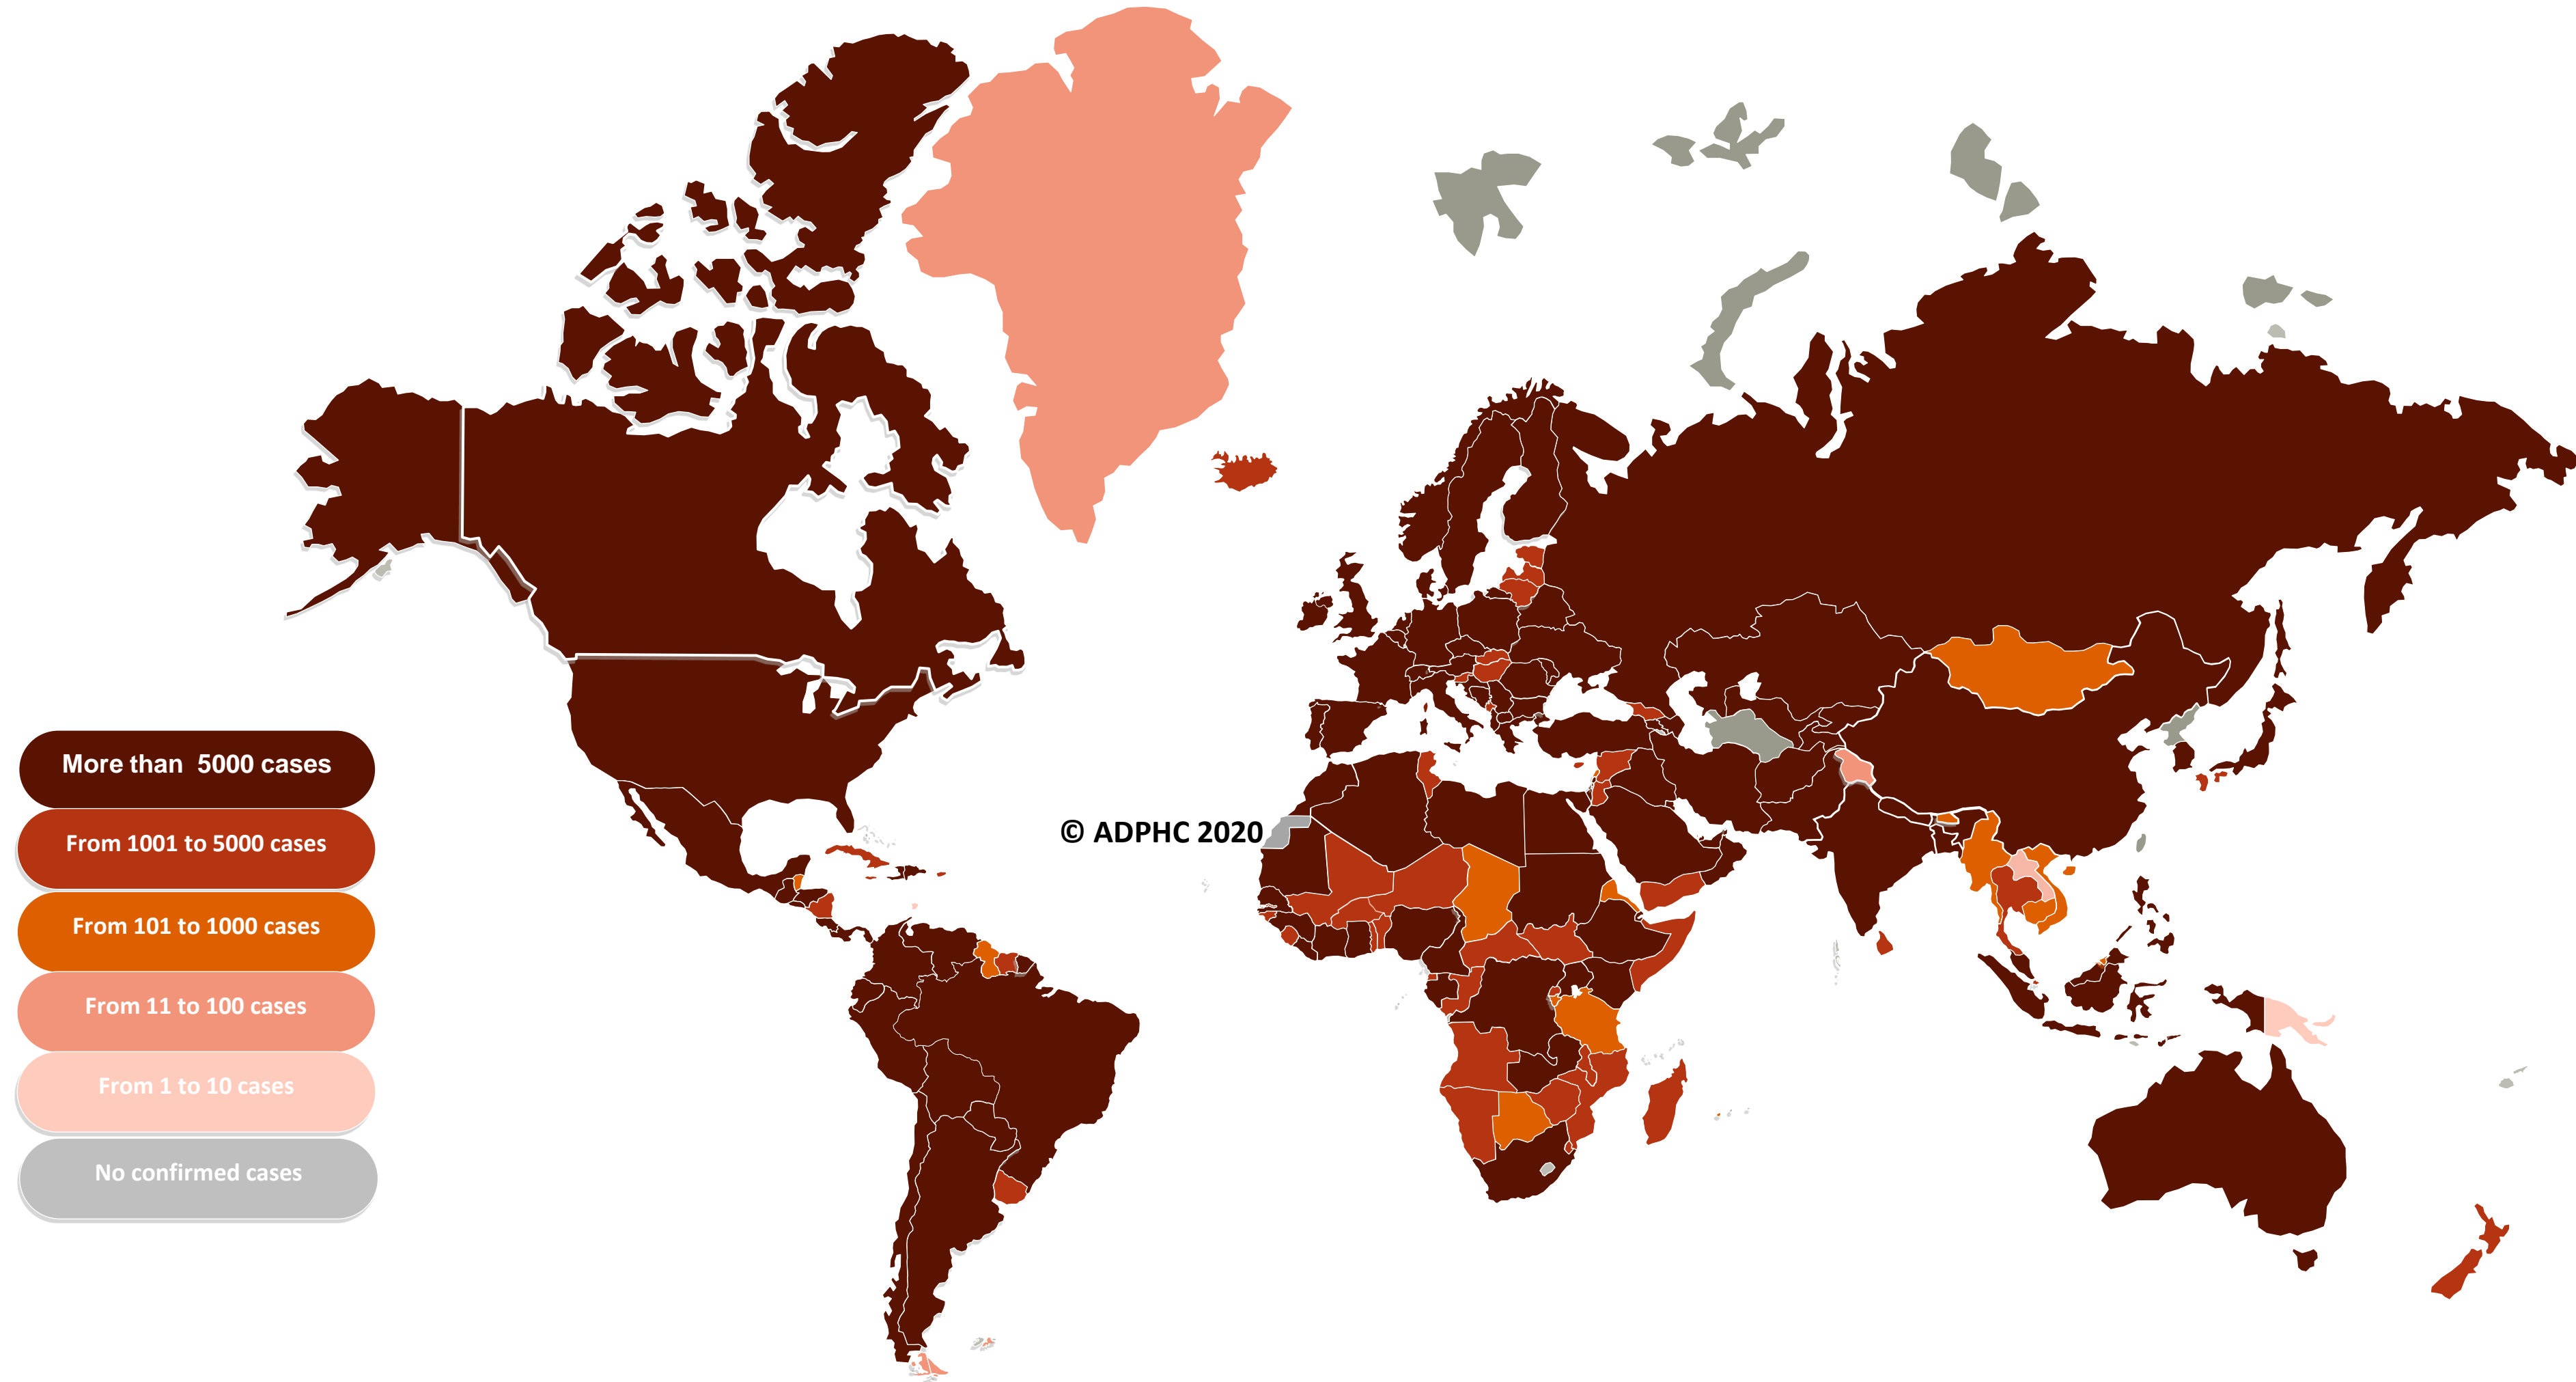 More than 5000 cases
From 1001 to 5000 cases
© ADPHC 2020
From 101 to 1000 cases
From 11 to 100 cases
From 1 to 10 cases
No confirmed cases